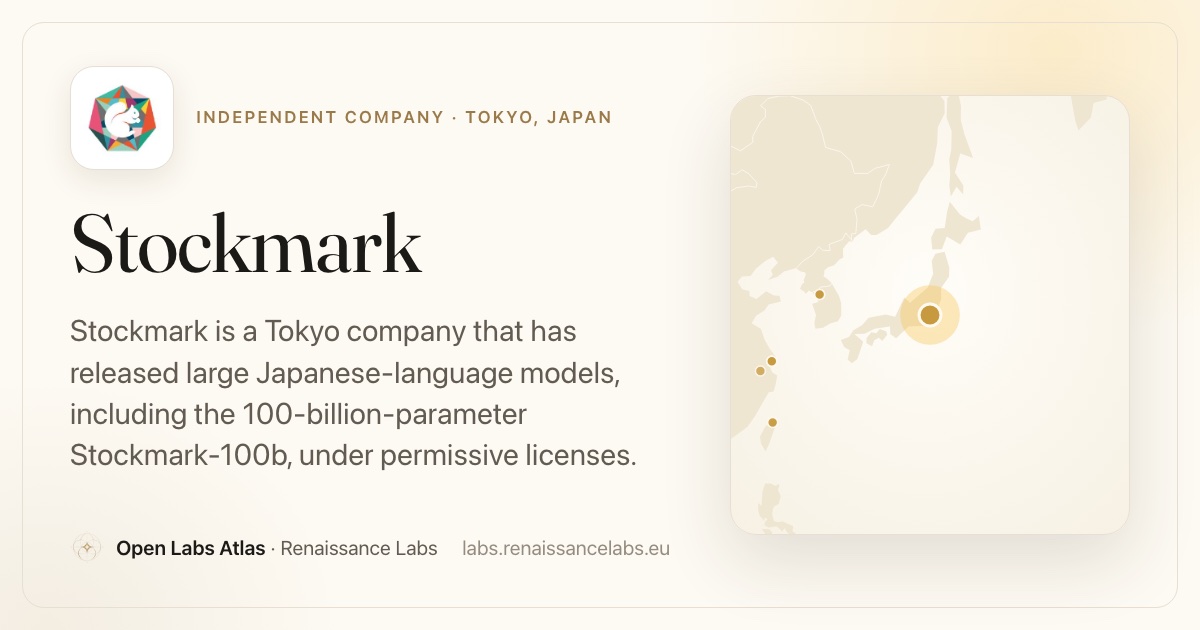 INDEPENDENT COMPANY · TOKYO, JAPAN
Stockmark
Stockmark is a Tokyo company that has
released large Japanese-language models,
including the 100-billion-parameter
Stockmark-100b, under permissive licenses.
Open Labs Atlas · Renaissance Labs labs.renaissancelabs.eu